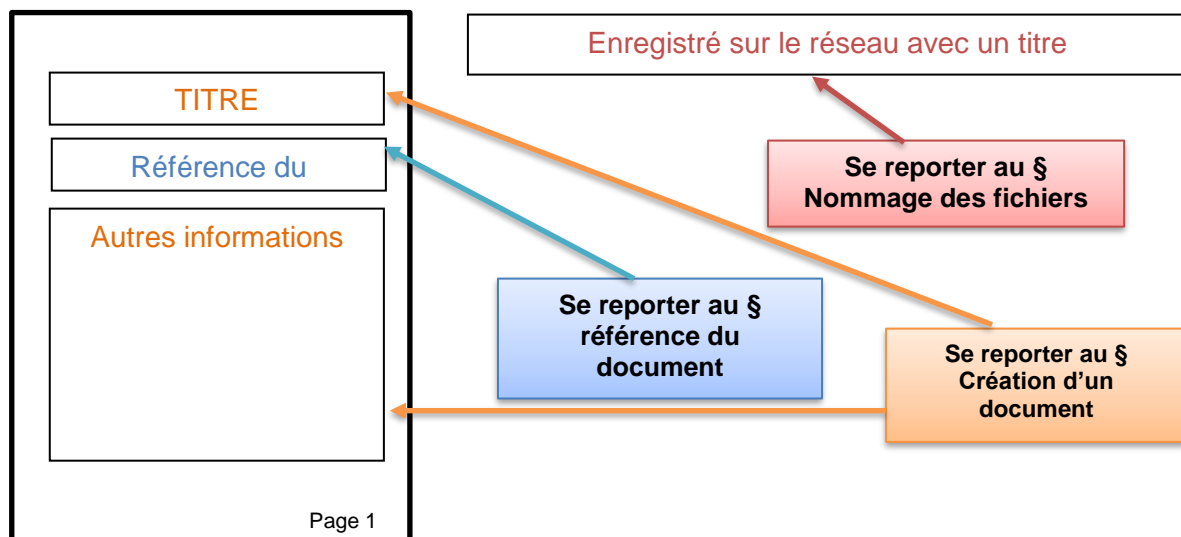 Enregistré sur le réseau avec un titre
TITRE
Référence du
Se reporter au §
Nommage des fichiers
Autres informations
Se reporter au §
référence du
document
Se reporter au §
Création d’un
document
Page 1